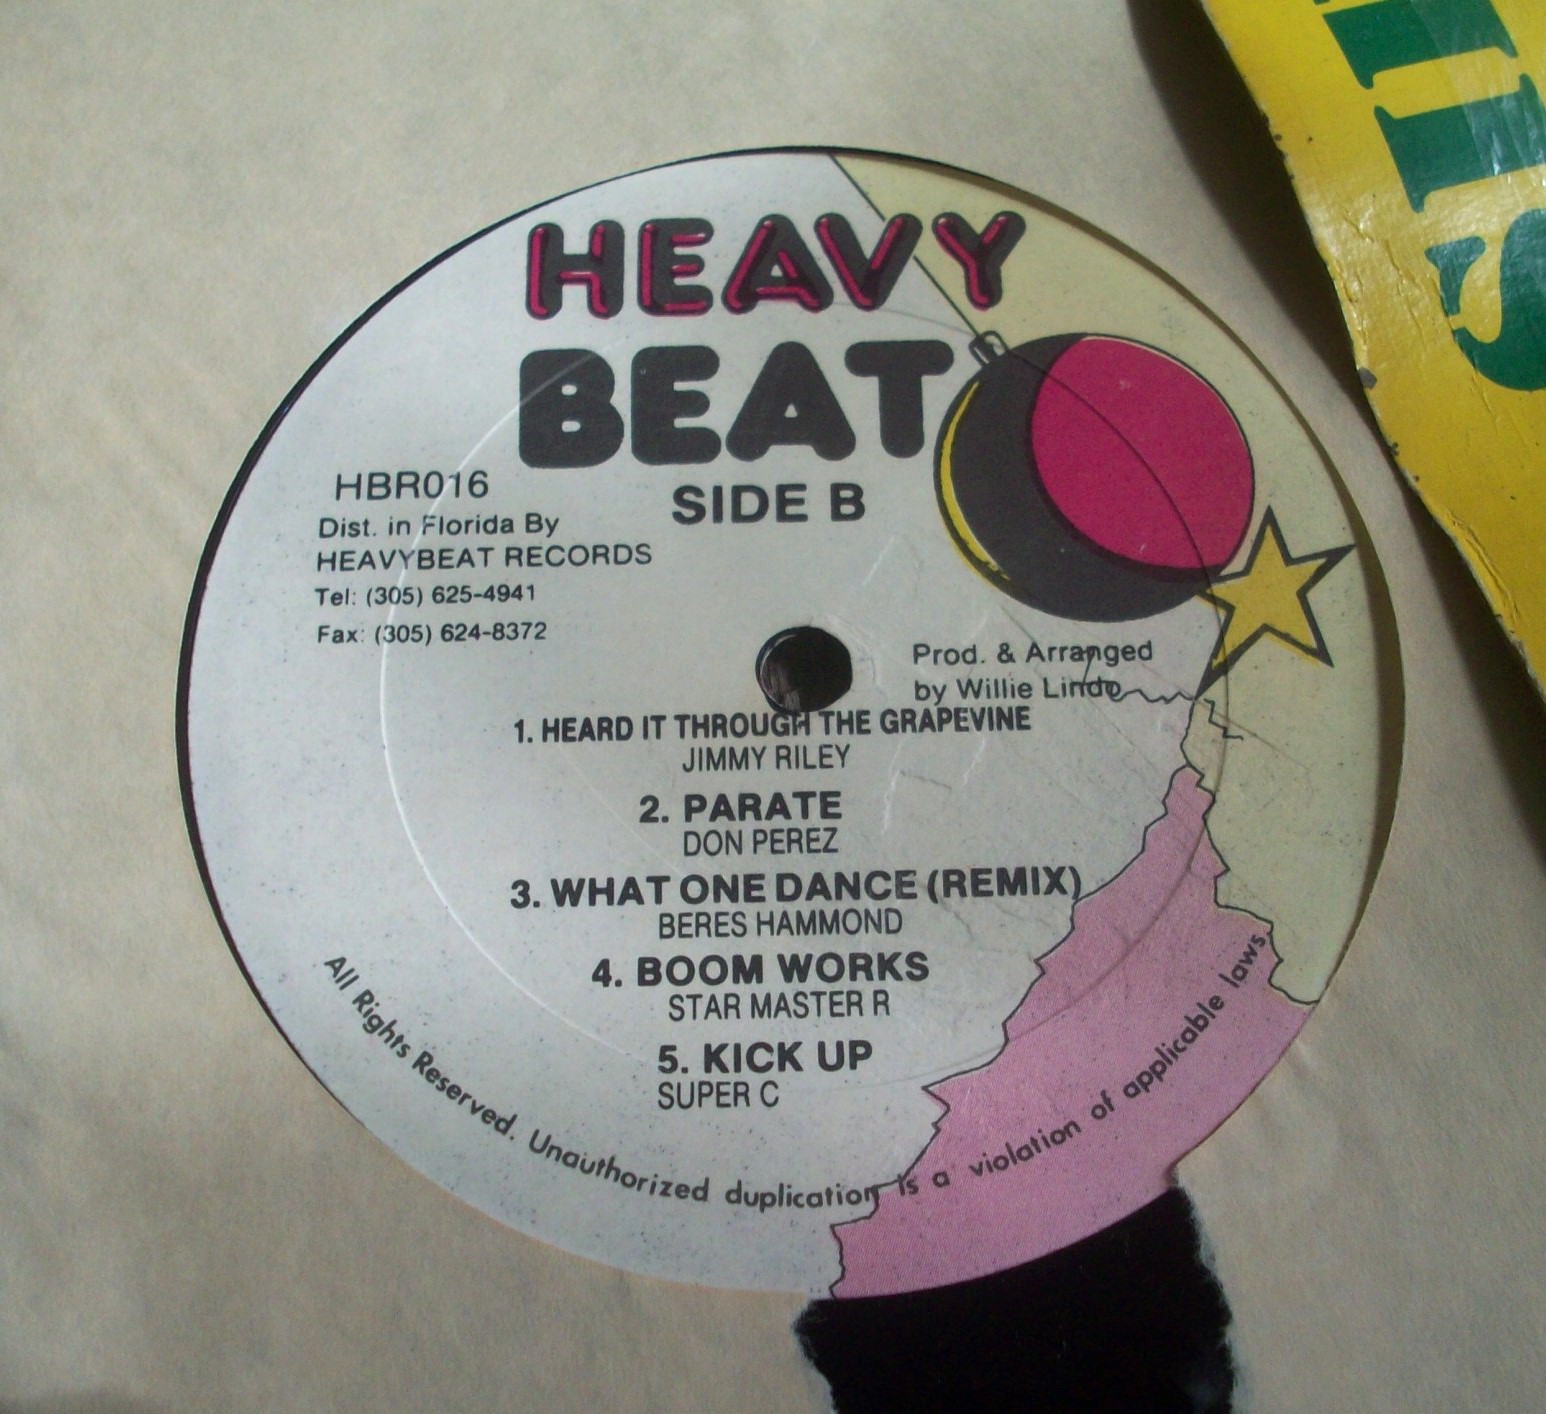 HEAVY
BEAT
SIDE B
HBR016
Dist. in Florida By
HEAVYBEAT RECORDS
Tel: (305) 625-4941
Fax: (305) 624-8372
Prod. & Arranged
by Willie Lindo
1. HEARD IT THROUGH THE GRAPEVINE
JIMMY RILEY
2. PARATE
DON PEREZ
3. WHAT ONE DANCE (REMIX)
BERES HAMMOND
4. BOOM WORKS
STAR MASTER R
5. KICK UP
SUPER C
All Rights Reserved. Unauthorized duplication is a violation of applicable laws.